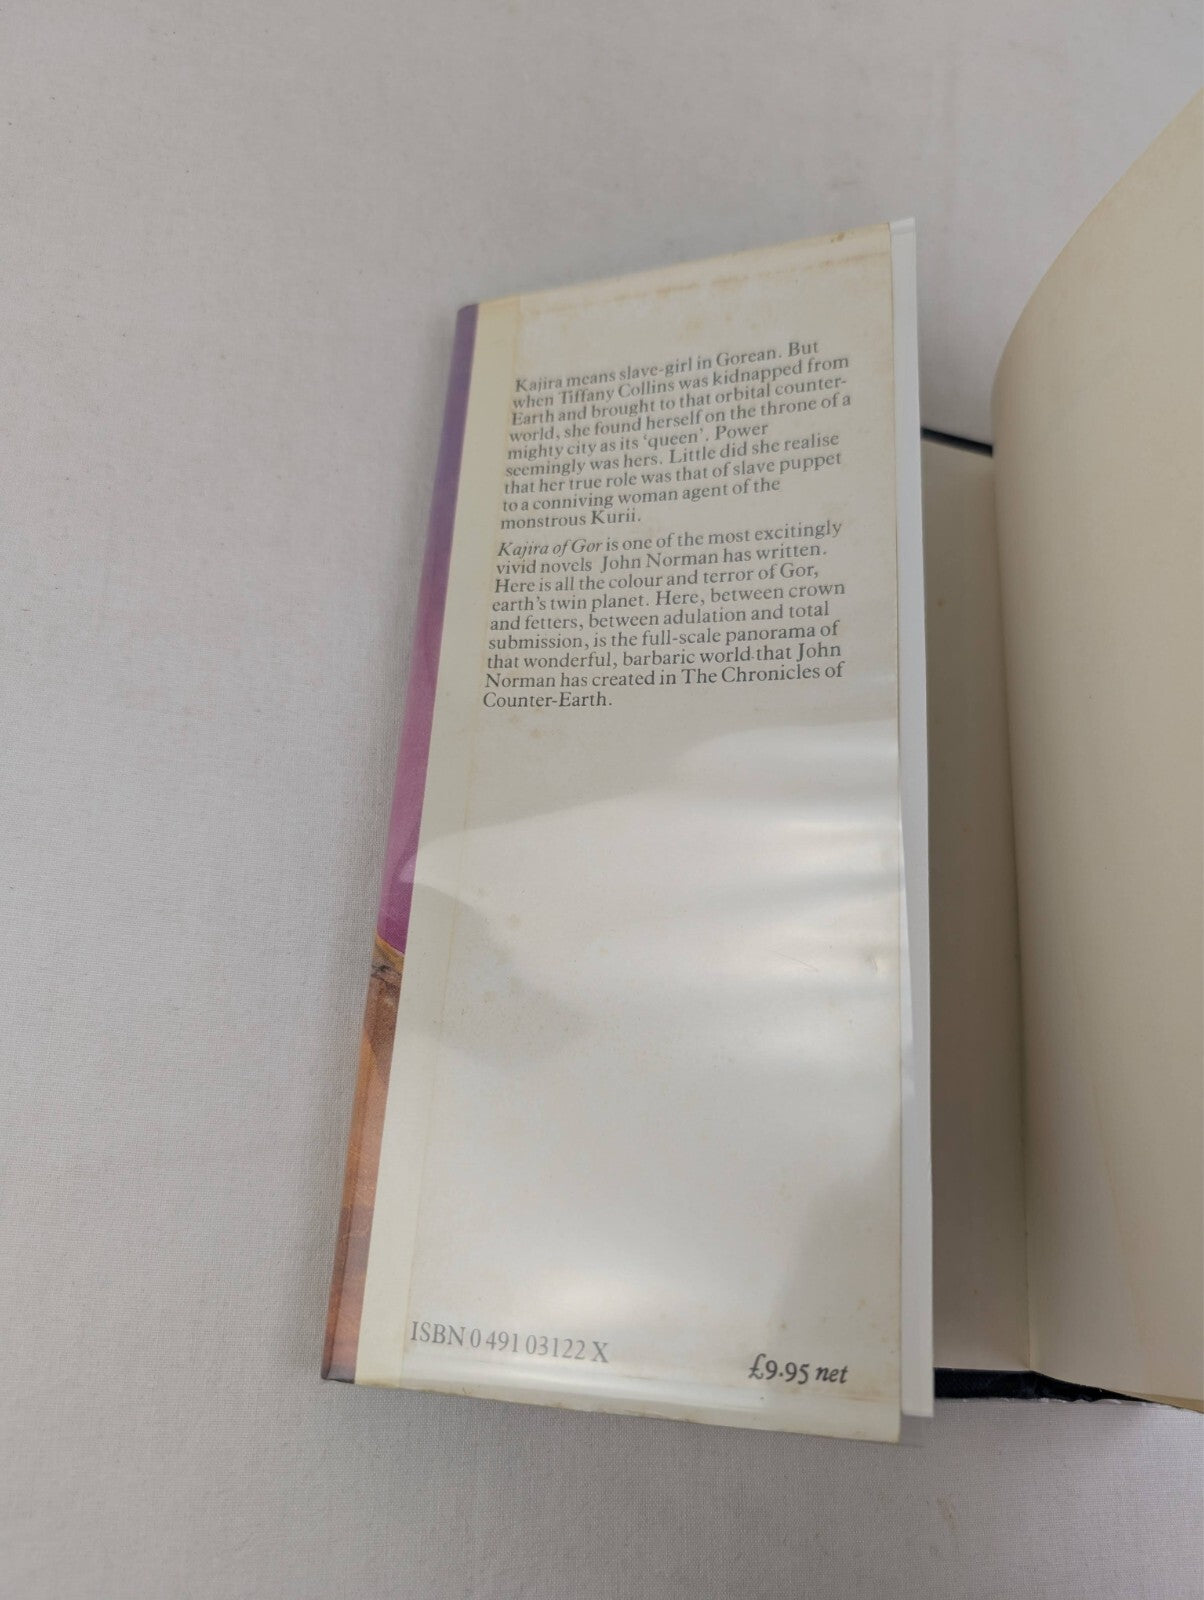 Kajira means slave-girl in Gorean. But
when Tiffany Collins was kidnapped from
Earth and brought to that orbital counter-
world, she found herself on the throne of a
mighty city as its ‘queen’. Power
seemingly was hers. Little did she realise
that her true role was that of slave puppet
to a conniving woman agent of the
monstrous Kurii.
Kajira of Gor is one of the most excitingly
vivid novels John Norman has written.
Here is all the colour and terror of Gor,
earth's twin planet. Here, between crown
and fetters, between adulation and total
submission, is the full-scale panorama of
that wonderful, barbaric world that John
Norman has created in The Chronicles of
Counter-Earth.
ISBN 0 491 03122 X
£9.95 net